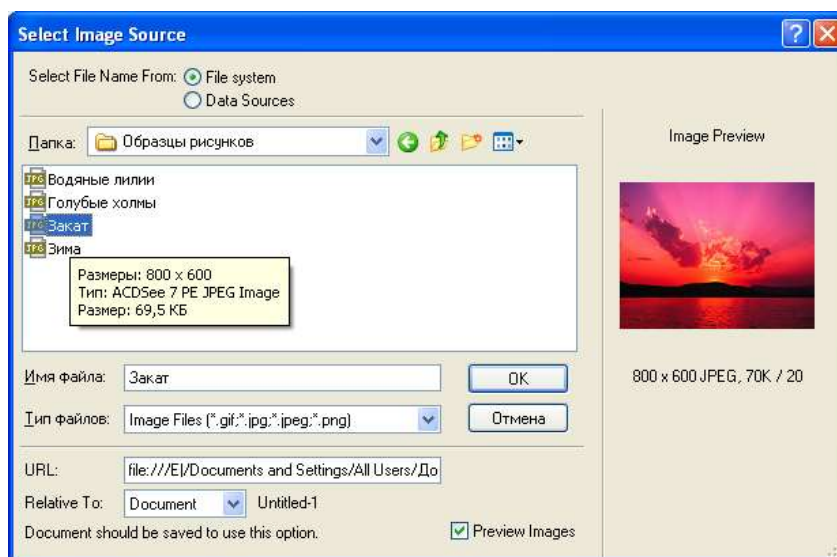 Select Image Source
Select File Name From: File system
Data Sources
Папка: Образцы рисунков
Image Preview
JPG Водяные лилии
JPG Голубые холмы
JPG Закат
JPG Зима
Размеры: 800 x 600
Тип: ACDSee 7 PE JPEG Image
Размер: 69,5 КБ
Имя файла: Закат OK
800 x 600 JPEG, 70K / 20
Тип файлов: Image Files (*.gif;*.jpg;*.jpeg;*.png) Отмена
URL: file:///E|/Documents and Settings/All Users/До
Relative To: Document Untitled-1
Document should be saved to use this option. Preview Images